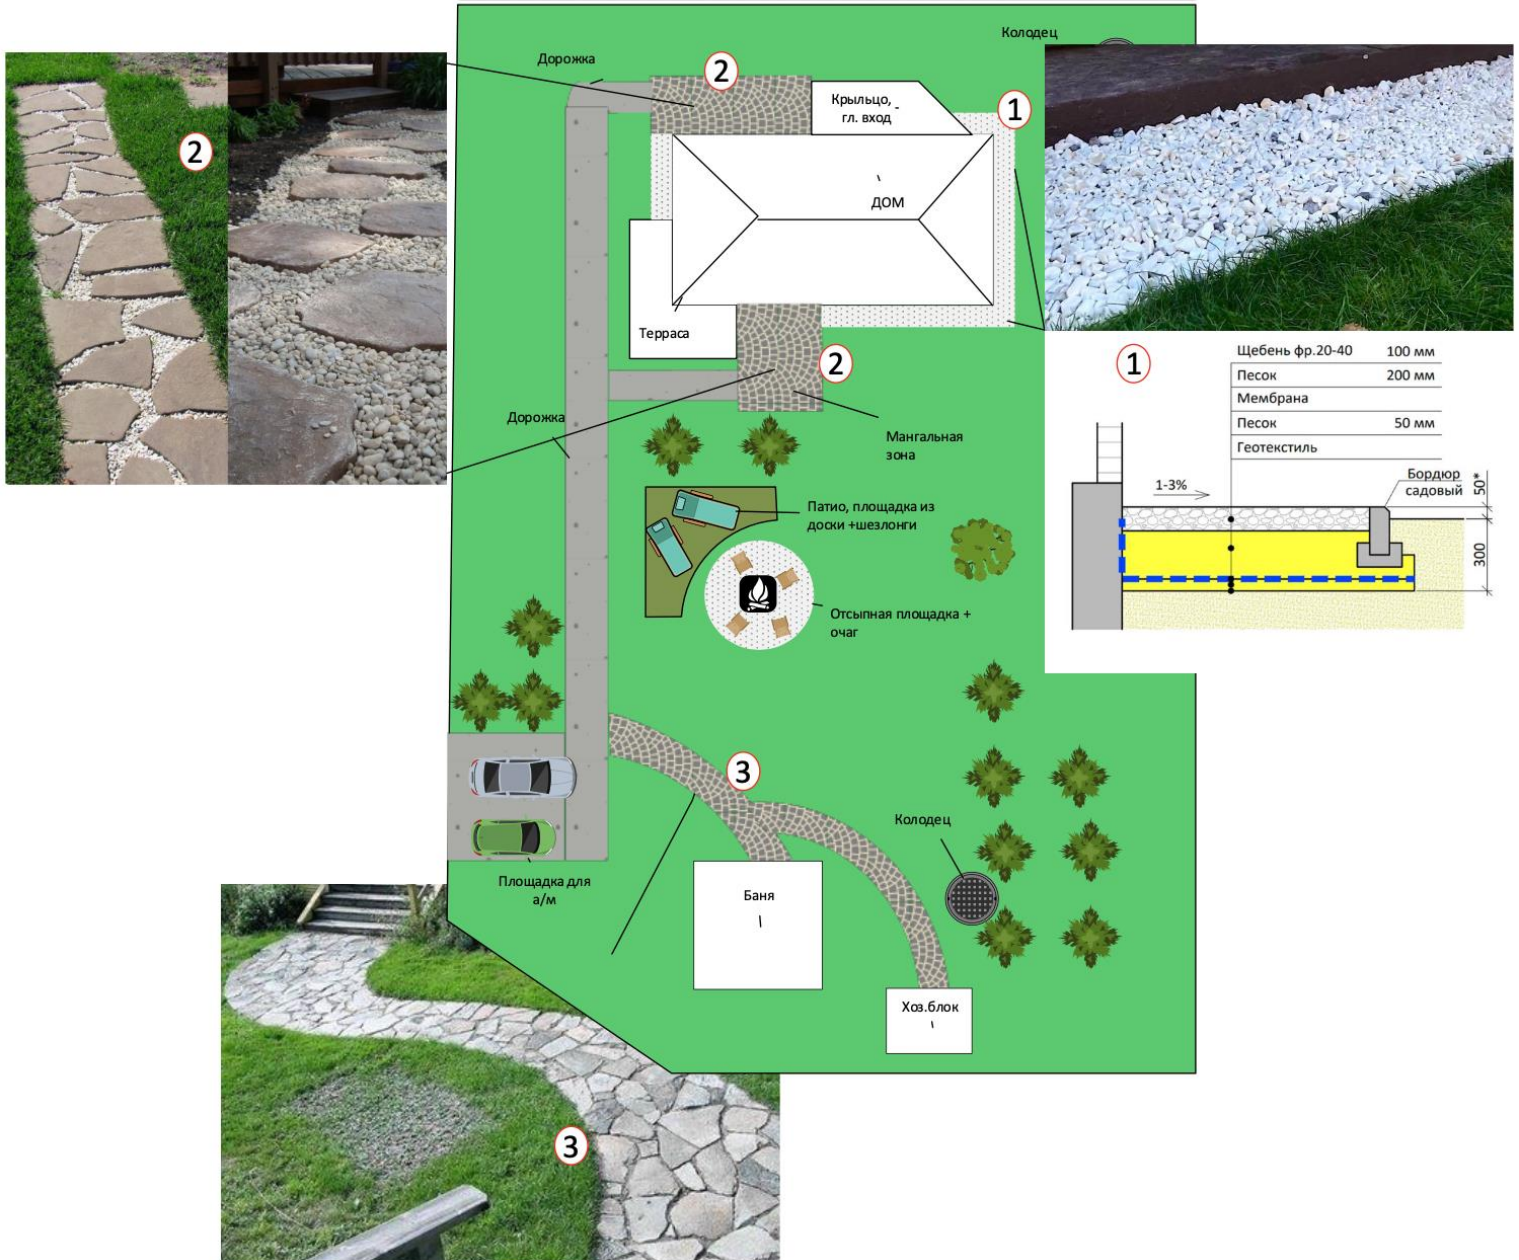 Колодец
Дорожка
2
Крыльцо,
гл. вход
1
2
ДОМ
Терраса
2
1
Щебень фр.20-40 100 мм
Песок 200 мм
Мембрана
Песок 50 мм
Геотекстиль
Бордюр
садовый
50*
1-3%
300
Дорожка
Мангальная
зона
Патио, площадка из
доски +шезлонги
Отсыпная площадка +
очаг
3
Колодец
Площадка для
а/м
Баня
Хоз.блок
3